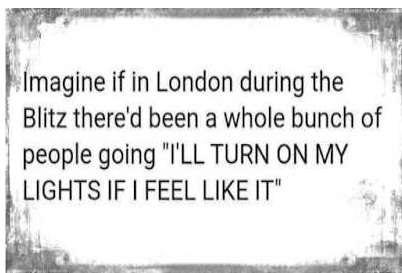 Imagine if in London during the
Blitz there'd been a whole bunch of
people going "I'LL TURN ON MY
LIGHTS IF I FEEL LIKE IT"